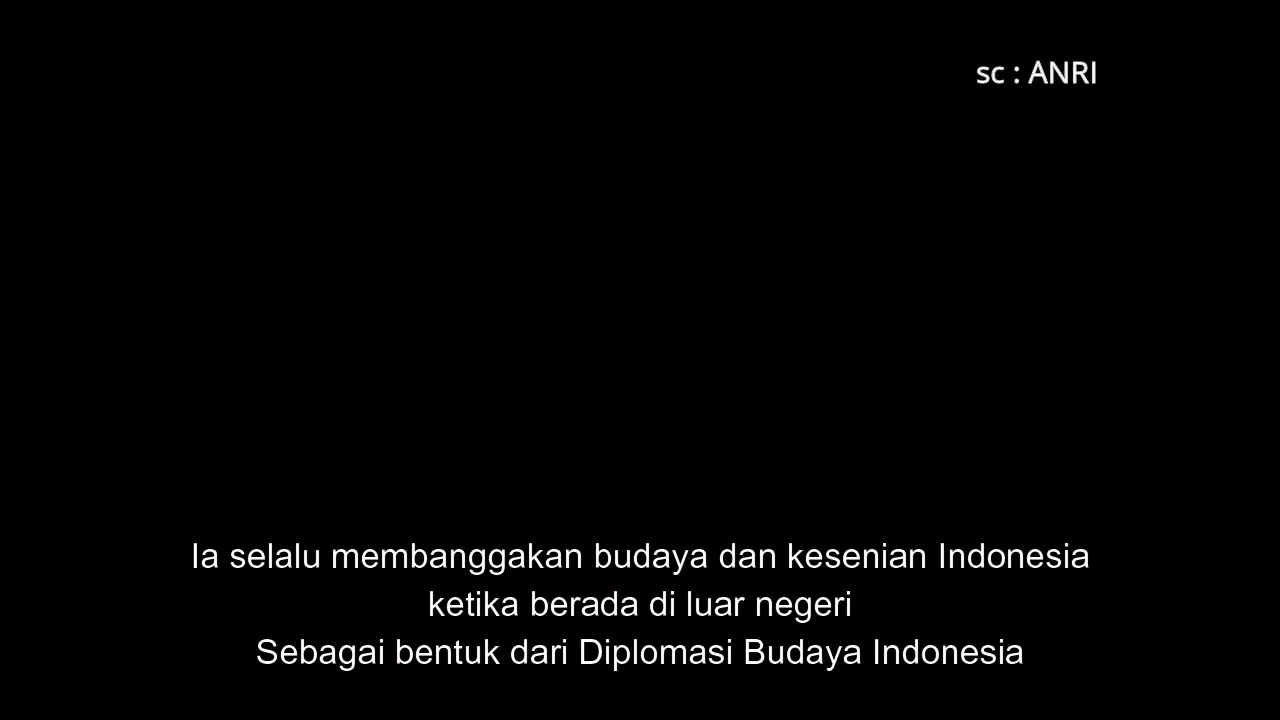 sc : ANRI
Ia selalu membanggakan budaya dan kesenian Indonesia
ketika berada di luar negeri
Sebagai bentuk dari Diplomasi Budaya Indonesia